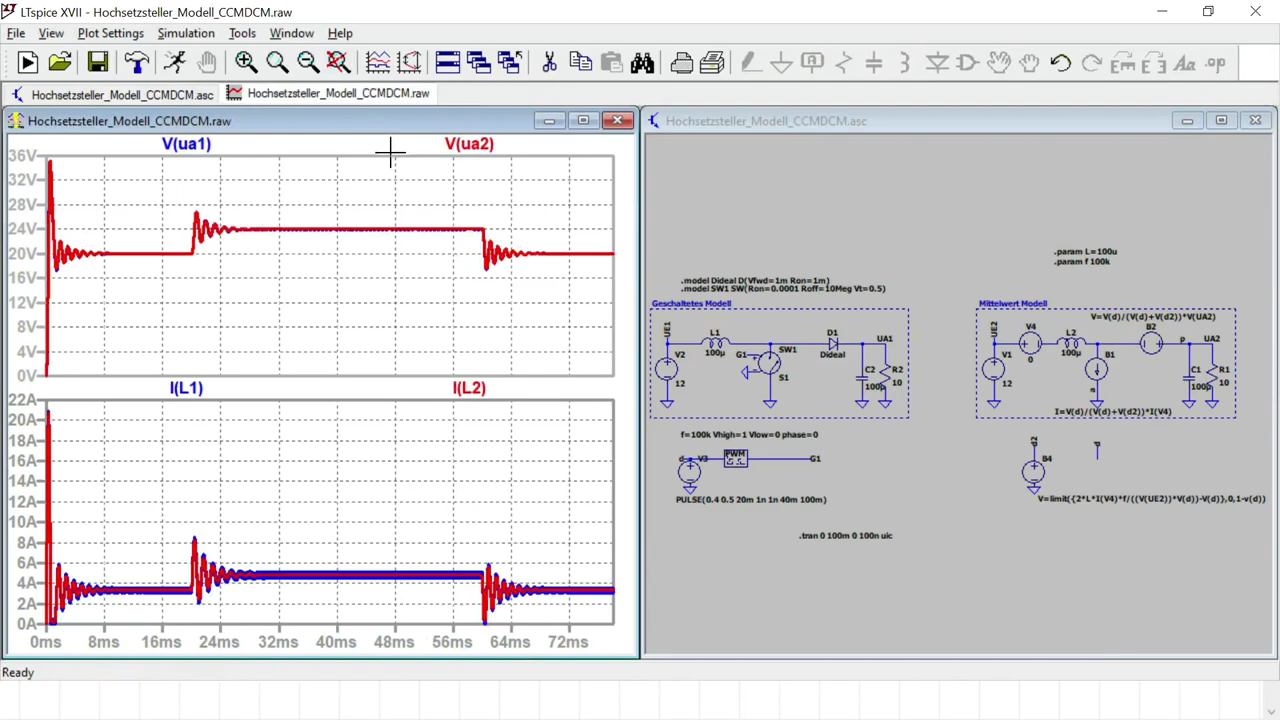 LTspice XVII - Hochsetzsteller_Modell_CCMDCM.raw
File View Plot Settings Simulation Tools Window Help
Hochsetzsteller_Modell_CCMDCM.asc Hochsetzsteller_Modell_CCMDCM.raw
Hochsetzsteller_Modell_CCMDCM.raw
V(ua1) V(ua2)
36V
32V
28V
24V
20V
16V
12V
8V
4V
0V
I(L1) I(L2)
22A
20A
18A
16A
14A
12A
10A
8A
6A
4A
2A
0A
0ms 8ms 16ms 24ms 32ms 40ms 48ms 56ms 64ms 72ms
Hochsetzsteller_Modell_CCMDCM.asc
.param L=100u
.param f 100k
.model Dideal D(Vfwd=1m Ron=1m)
.model SW1 SW(Ron=0.0001 Roff=10Meg Vt=0.5)
Geschaltetes Modell
UE1
L1
100µ
G1
SW1
S1
D1
Dideal
UA1
V2
12
C2
100µ
R2
10
Mittelwert Modell
V=V(d)/(V(d)+V(d2))*V(UA2)
UE2
V4
0
L2
100µ
B2
p
UA2
V1
12
B1
C1
100µ
R1
10
I=V(d)/(V(d)+V(d2))*I(V4)
f=100k Vhigh=1 Vlow=0 phase=0
d
V3
PWM
G1
PULSE(0.4 0.5 20m 1n 1n 40m 100m)
d2
B4
V=limit({2*L*I(V4)*f/((V(UE2))*V(d))-V(d)},0,1-v(d))
.tran 0 100m 0 100n uic
Ready